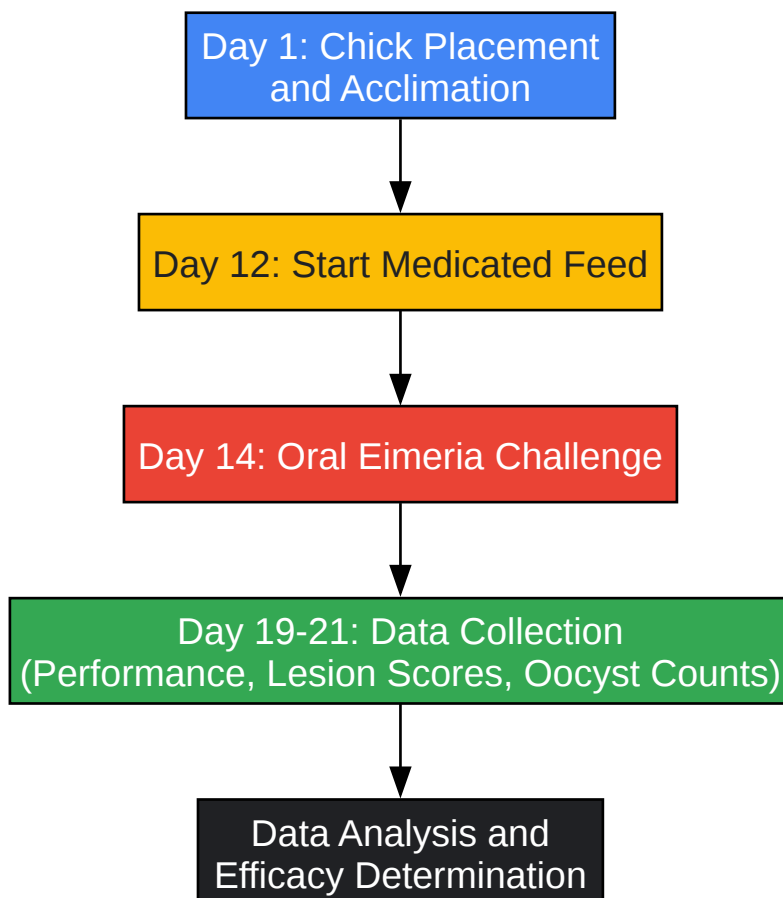 Day 1: Chick Placement
and Acclimation
Day 12: Start Medicated Feed
Day 14: Oral Eimeria Challenge
Day 19-21: Data Collection
(Performance, Lesion Scores, Oocyst Counts)
Data Analysis and
Efficacy Determination